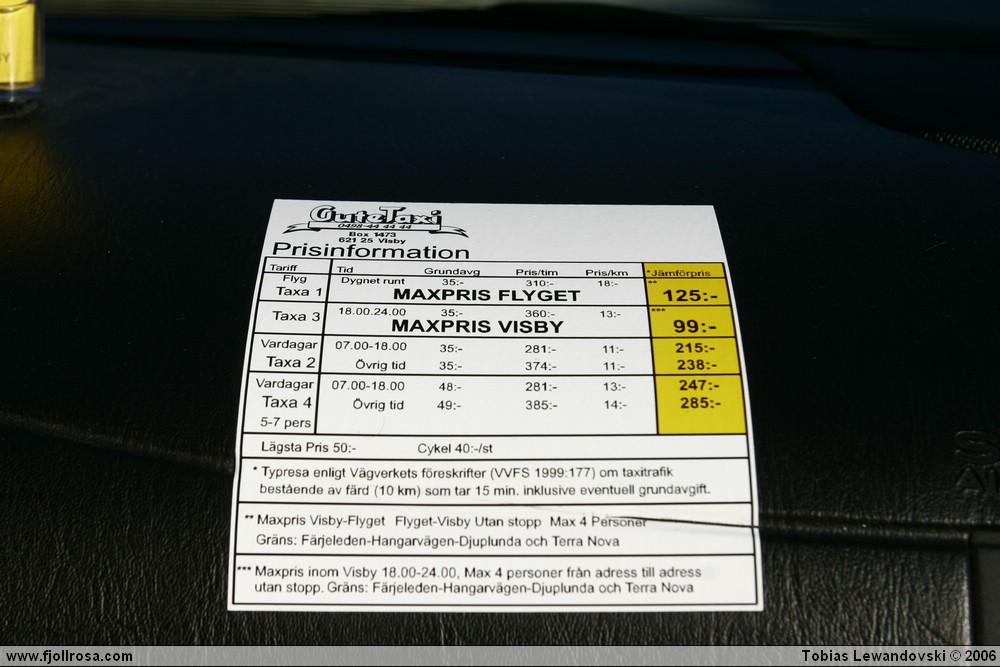 GuteTaxi
0498-44 44 44
Box 1473
621 25 Visby
Prisinformation
Tariff Tid Grundavg Pris/tim Pris/km *Jämförpris
Flyg Dygnet runt 35:- 310:- 18:- **
Taxa 1 MAXPRIS FLYGET 125:-
18.00.24.00 35:- 360:- 13:- ***
Taxa 3 MAXPRIS VISBY 99:-
Vardagar 07.00-18.00 35:- 281:- 11:- 215:-
Taxa 2 Övrig tid 35:- 374:- 11:- 238:-
Vardagar 07.00-18.00 48:- 281:- 13:- 247:-
Taxa 4 Övrig tid 49:- 385:- 14:- 285:-
5-7 pers
Lägsta Pris 50:- Cykel 40:-/st
* Typresa enligt Vägverkets föreskrifter (VVFS 1999:177) om taxitrafik
bestående av färd (10 km) som tar 15 min. inklusive eventuell grundavgift.
** Maxpris Visby-Flyget Flyget-Visby Utan stopp Max 4 Personer
Gräns: Färjeleden-Hangarvägen-Djuplunda och Terra Nova
*** Maxpris inom Visby 18.00-24.00, Max 4 personer från adress till adress
utan stopp. Gräns: Färjeleden-Hangarvägen-Djuplunda och Terra Nova
www.fjollrosa.com Tobias Lewandovski © 2006